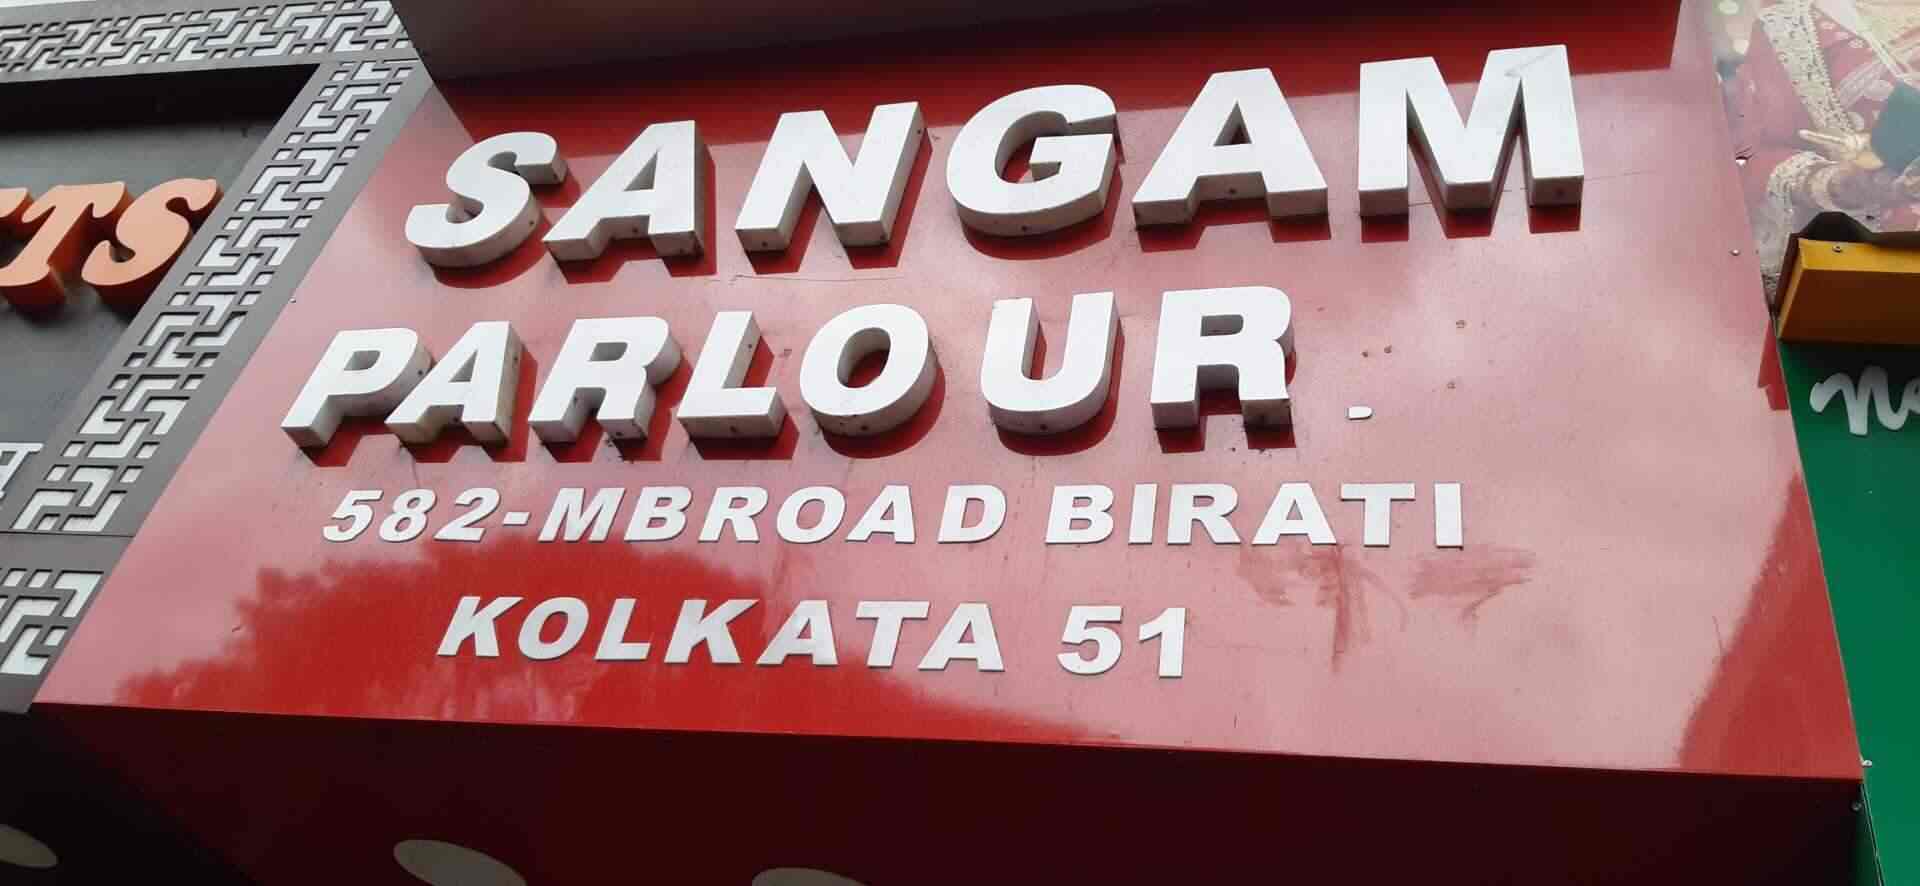 SANGAM
PARLOUR.
582-MBROAD BIRATI
KOLKATA 51